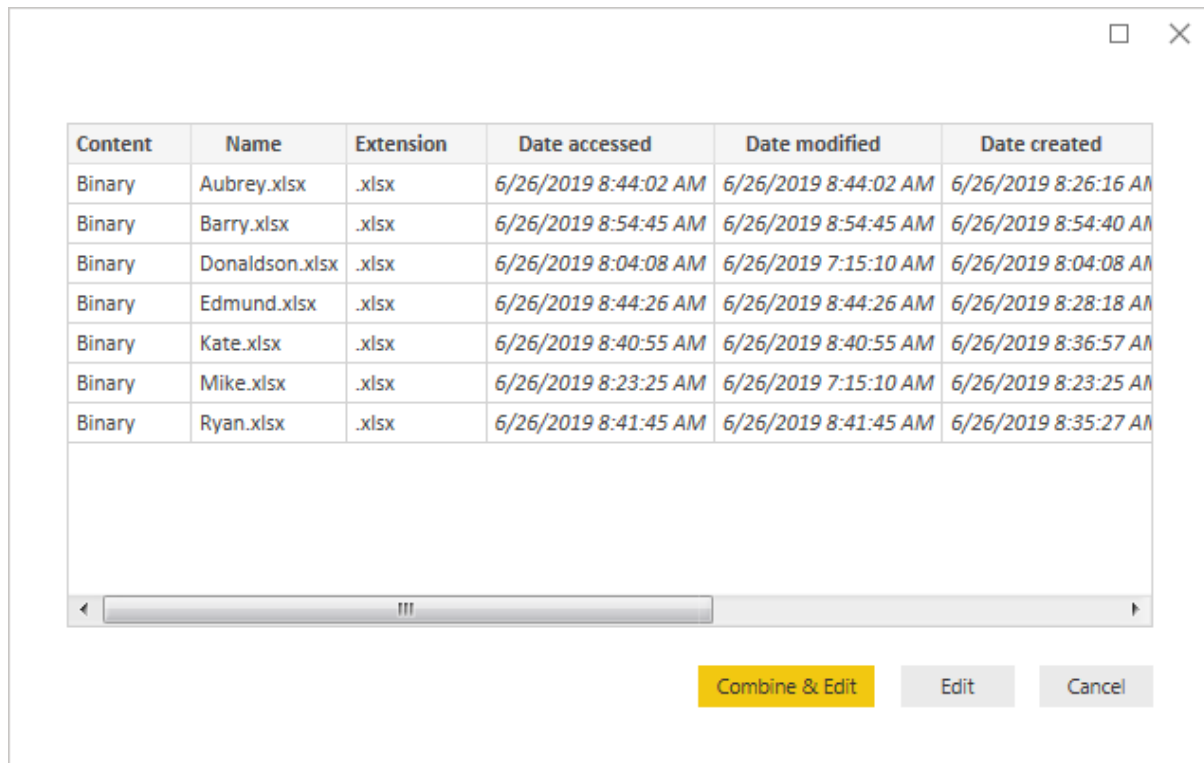 Content Name Extension Date accessed Date modified Date created
Binary Aubrey.xlsx .xlsx 6/26/2019 8:44:02 AM 6/26/2019 8:44:02 AM 6/26/2019 8:26:16 AM
Binary Barry.xlsx .xlsx 6/26/2019 8:54:45 AM 6/26/2019 8:54:45 AM 6/26/2019 8:54:40 AM
Binary Donaldson.xlsx .xlsx 6/26/2019 8:04:08 AM 6/26/2019 7:15:10 AM 6/26/2019 8:04:08 AM
Binary Edmund.xlsx .xlsx 6/26/2019 8:44:26 AM 6/26/2019 8:44:26 AM 6/26/2019 8:28:18 AM
Binary Kate.xlsx .xlsx 6/26/2019 8:40:55 AM 6/26/2019 8:40:55 AM 6/26/2019 8:36:57 AM
Binary Mike.xlsx .xlsx 6/26/2019 8:23:25 AM 6/26/2019 7:15:10 AM 6/26/2019 8:23:25 AM
Binary Ryan.xlsx .xlsx 6/26/2019 8:41:45 AM 6/26/2019 8:41:45 AM 6/26/2019 8:35:27 AM
Combine & Edit Edit Cancel